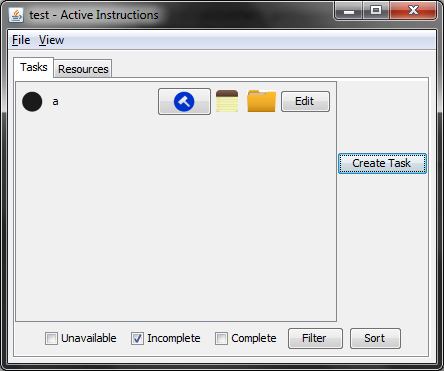 test - Active Instructions
File View
Tasks Resources
a Edit
Create Task
Unavailable Incomplete Complete Filter Sort